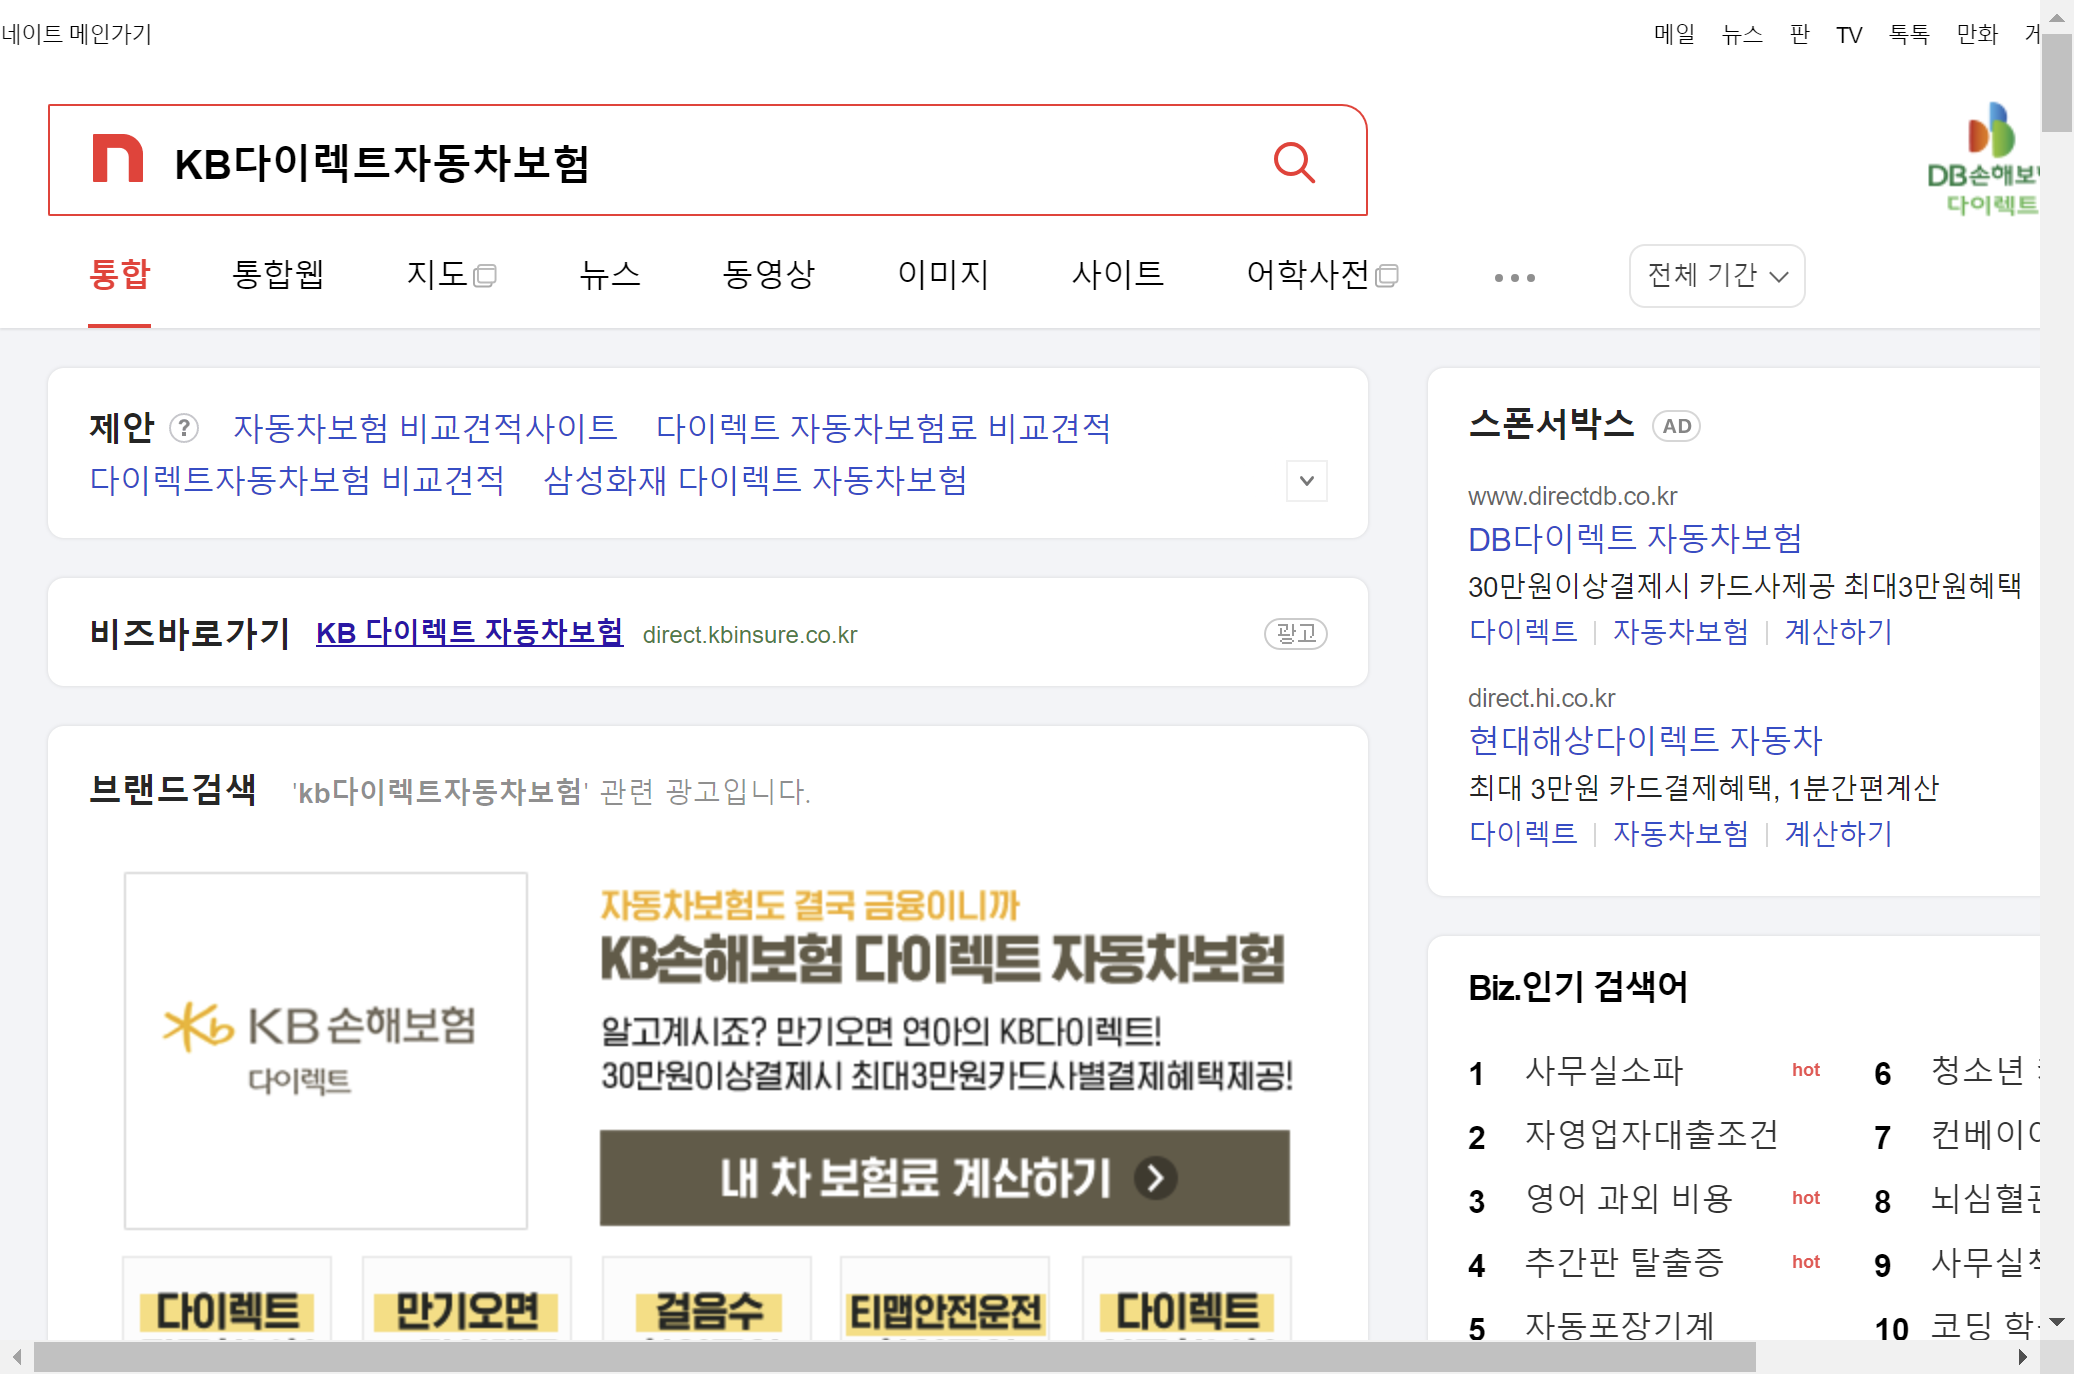 네이트 메인가기
메일 뉴스 판 TV 톡톡 만화
KB다이렉트자동차보험
DB손해보
다이렉트
통합 통합웹 지도 뉴스 동영상 이미지 사이트 어학사전 전체 기간
제안 ? 자동차보험 비교견적사이트 다이렉트 자동차보험료 비교견적
다이렉트자동차보험 비교견적 삼성화재 다이렉트 자동차보험
비즈바로가기 KB 다이렉트 자동차보험 direct.kbinsure.co.kr 광고
브랜드검색 'kb다이렉트자동차보험' 관련 광고입니다.
KB손해보험
다이렉트
자동차보험도 결국 금융이니까
KB손해보험 다이렉트 자동차보험
알고계시죠? 만기오면 연아의 KB다이렉트!
30만원이상결제시 최대3만원카드사별결제혜택제공!
내 차 보험료 계산하기
다이렉트 만기오면 걸음수 티맵안전운전 다이렉트
스폰서박스 AD
www.directdb.co.kr
DB다이렉트 자동차보험
30만원이상결제시 카드사제공 최대3만원혜택
다이렉트 자동차보험 계산하기
direct.hi.co.kr
현대해상다이렉트 자동차
최대 3만원 카드결제혜택, 1분간편계산
다이렉트 자동차보험 계산하기
Biz.인기 검색어
1 사무실소파 hot 6 청소년
2 자영업자대출조건 7 컨베이
3 영어 과외 비용 hot 8 뇌심혈
4 추간판 탈출증 hot 9 사무실
5 자동포장기계 10 코딩 학